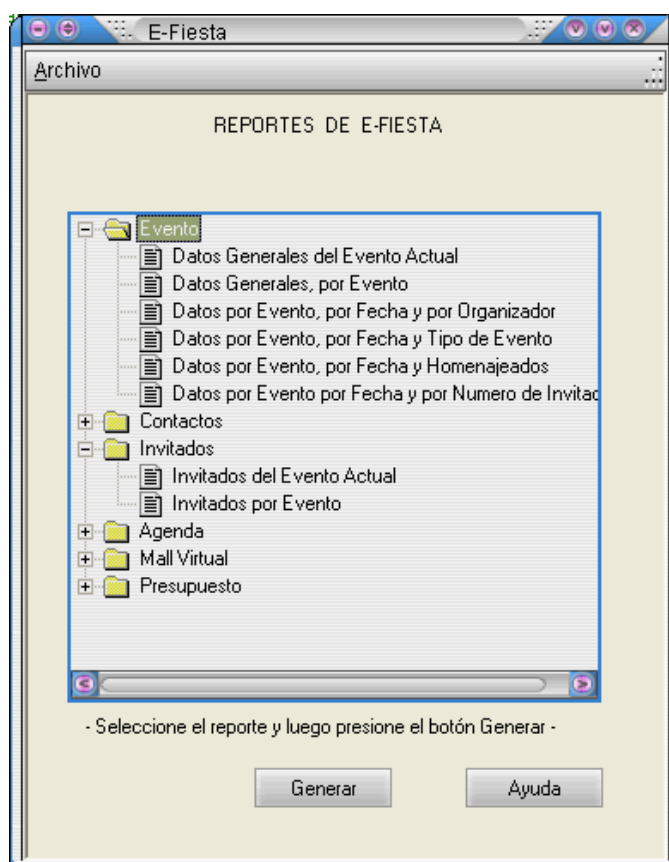 E-Fiesta
Archivo
REPORTES DE E-FIESTA
Evento
Datos Generales del Evento Actual
Datos Generales, por Evento
Datos por Evento, por Fecha y por Organizador
Datos por Evento, por Fecha y Tipo de Evento
Datos por Evento, por Fecha y Homenajeados
Datos por Evento por Fecha y por Numero de Invitad
Contactos
Invitados
Invitados del Evento Actual
Invitados por Evento
Agenda
Mall Virtual
Presupuesto
- Seleccione el reporte y luego presione el botón Generar -
Generar
Ayuda